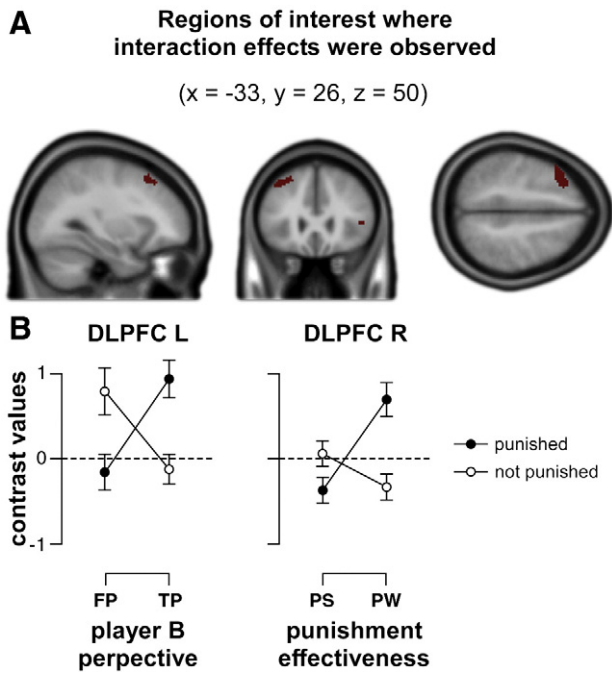 A
Regions of interest where
interaction effects were observed
(x = -33, y = 26, z = 50)
B
DLPFC L
DLPFC R
contrast values
1
0
-1
punished
not punished
FP TP
PS PW
player B
perpective
punishment
effectiveness